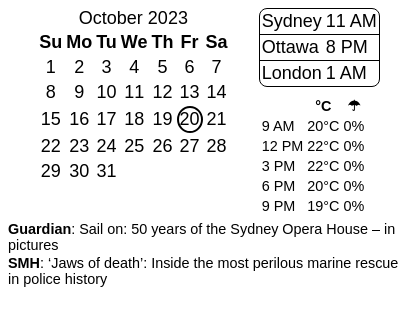 October 2023
Su Mo Tu We Th Fr Sa
1 2 3 4 5 6 7
8 9 10 11 12 13 14
15 16 17 18 19 20 21
22 23 24 25 26 27 28
29 30 31
Sydney 11 AM
Ottawa 8 PM
London 1 AM
°C ☂
9 AM 20°C 0%
12 PM 22°C 0%
3 PM 22°C 0%
6 PM 20°C 0%
9 PM 19°C 0%
Guardian: Sail on: 50 years of the Sydney Opera House – in
pictures
SMH: ‘Jaws of death’: Inside the most perilous marine rescue
in police history